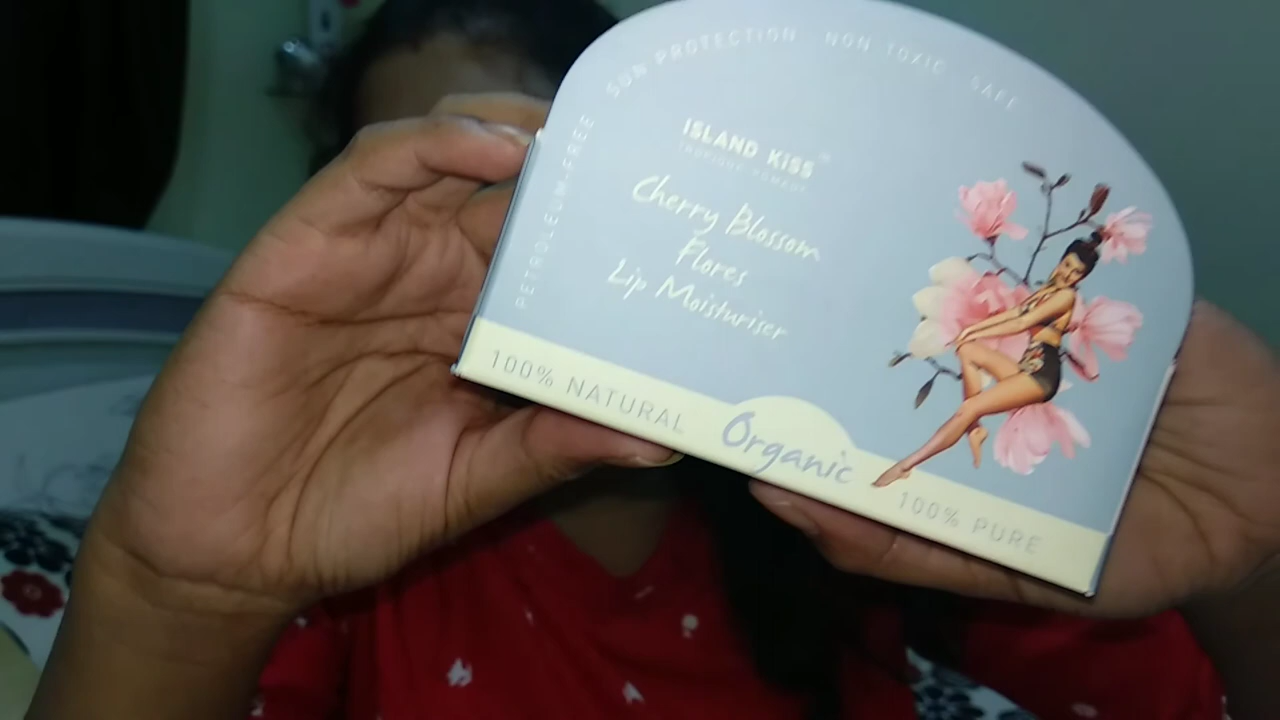 PETROLEUM-FREE SUN PROTECTION NON TOXIC SAFE
ISLAND KiSS
Cherry Blossom
Flores
Lip Moisturiser
100% NATURAL Organic 100% PURE